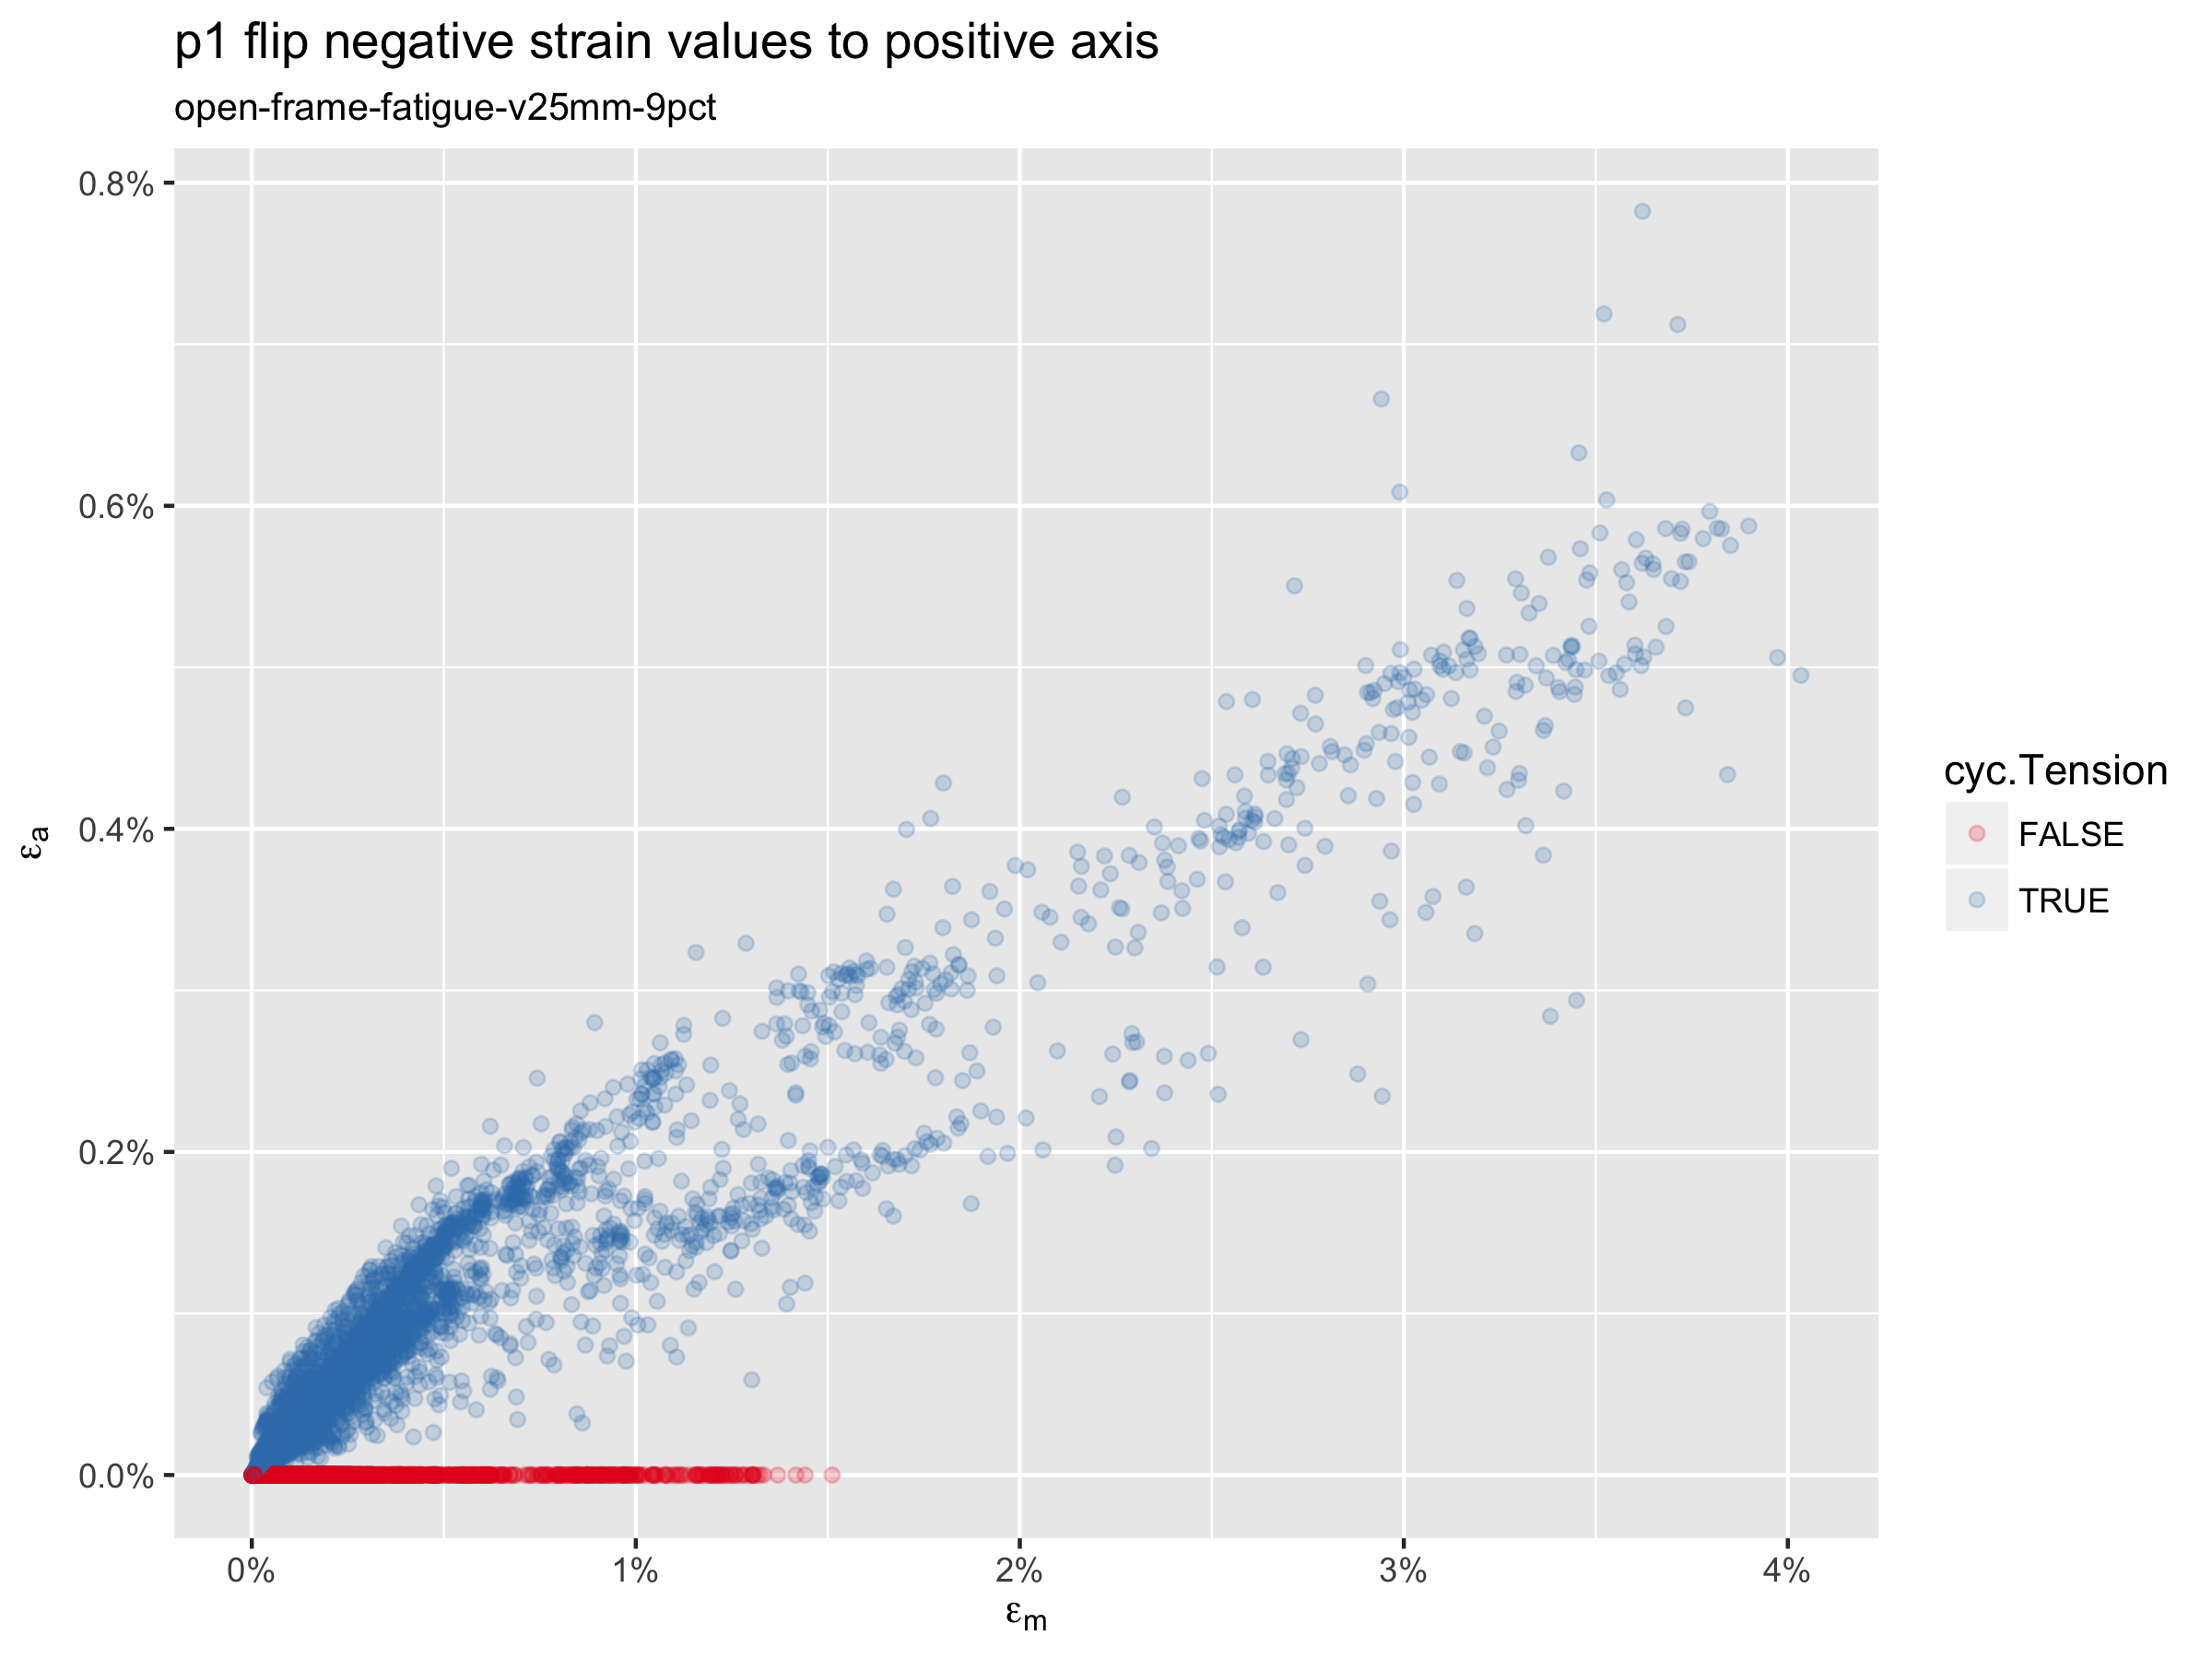 p1 flip negative strain values to positive axis
open-frame-fatigue-v25mm-9pct
0.8%
0.6%
0.4%
0.2%
0.0%
εa
0%
1%
2%
3%
4%
εm
cyc.Tension
FALSE
TRUE